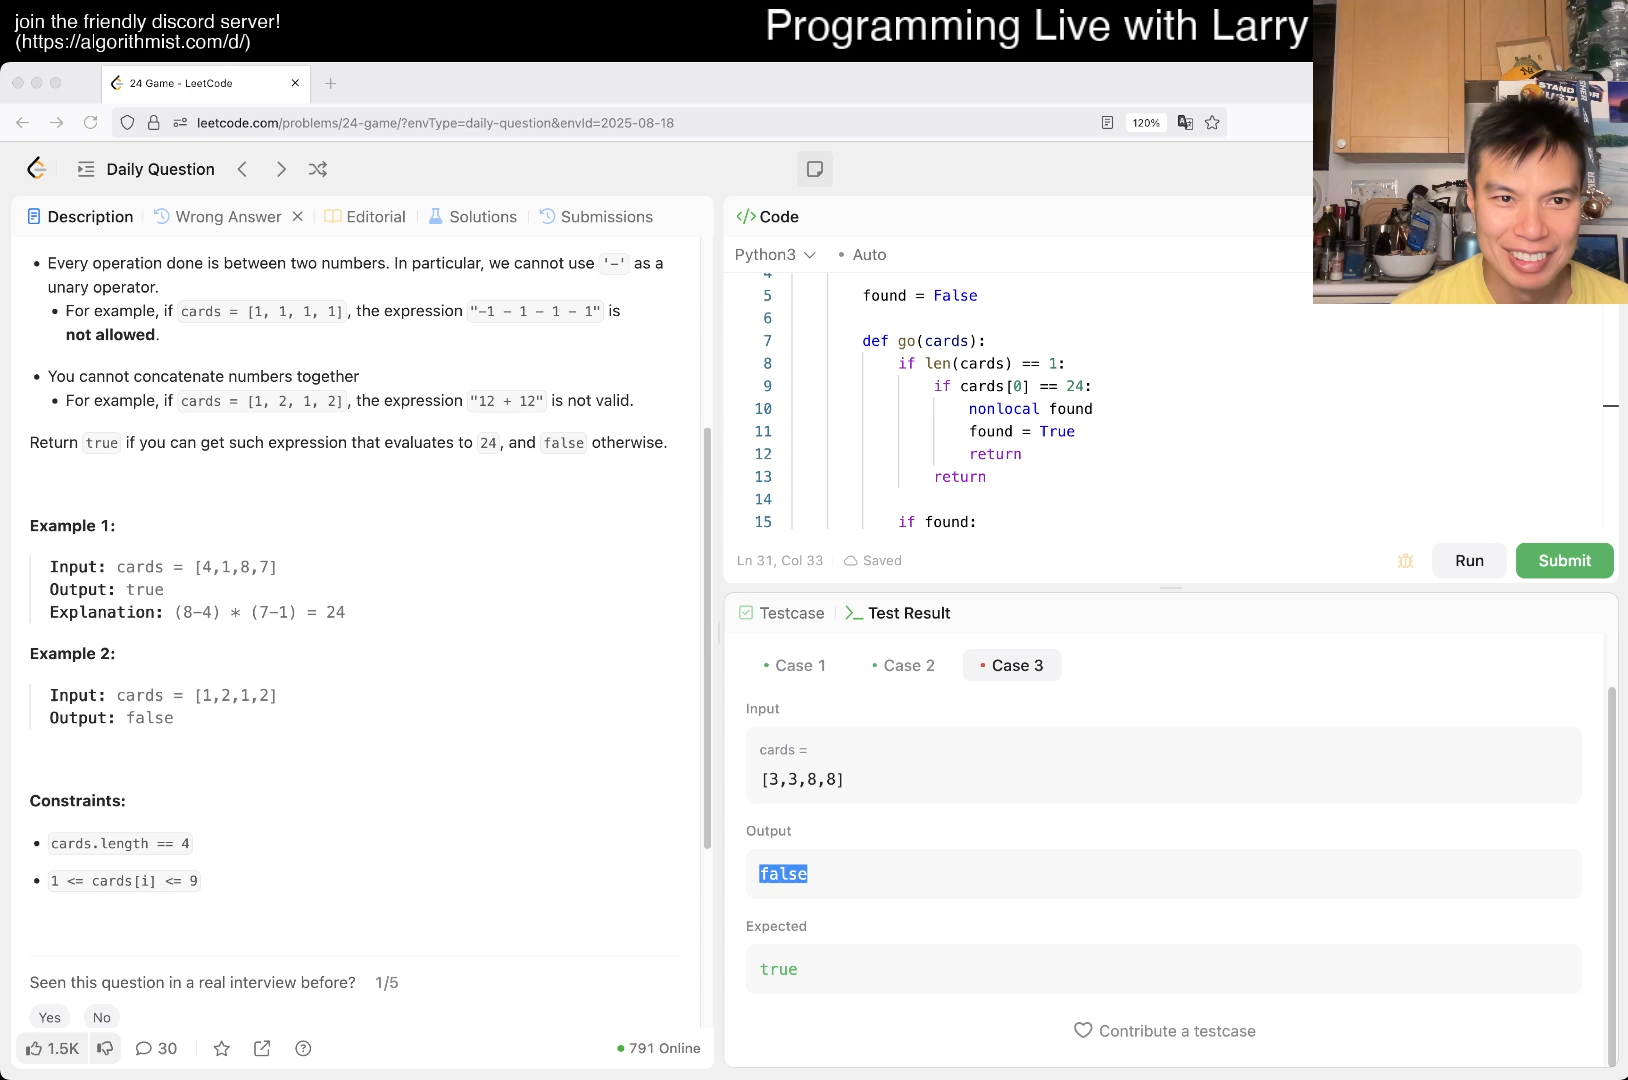 join the friendly discord server!
(https://algorithmist.com/d/)
Programming Live with Larry
24 Game - LeetCode
leetcode.com/problems/24-game/?envType=daily-question&envId=2025-08-18
120%
Daily Question
Description
Wrong Answer
Editorial
Solutions
Submissions
• Every operation done is between two numbers. In particular, we cannot use '-' as a
unary operator.
• For example, if cards = [1, 1, 1, 1], the expression "-1 - 1 - 1 - 1" is
not allowed.
• You cannot concatenate numbers together
• For example, if cards = [1, 2, 1, 2], the expression "12 + 12" is not valid.
Return true if you can get such expression that evaluates to 24, and false otherwise.
Example 1:
Input: cards = [4,1,8,7]
Output: true
Explanation: (8-4) * (7-1) = 24
Example 2:
Input: cards = [1,2,1,2]
Output: false
Constraints:
• cards.length == 4
• 1 <= cards[i] <= 9
Seen this question in a real interview before? 1/5
Yes No
1.5K
30
791 Online
</> Code
Python3
• Auto
4
5 found = False
6
7 def go(cards):
8 if len(cards) == 1:
9 if cards[0] == 24:
10 nonlocal found
11 found = True
12 return
13 return
14
15 if found:
Ln 31, Col 33
Saved
Run
Submit
Testcase
>_ Test Result
• Case 1
• Case 2
• Case 3
Input
cards =
[3,3,8,8]
Output
false
Expected
true
Contribute a testcase